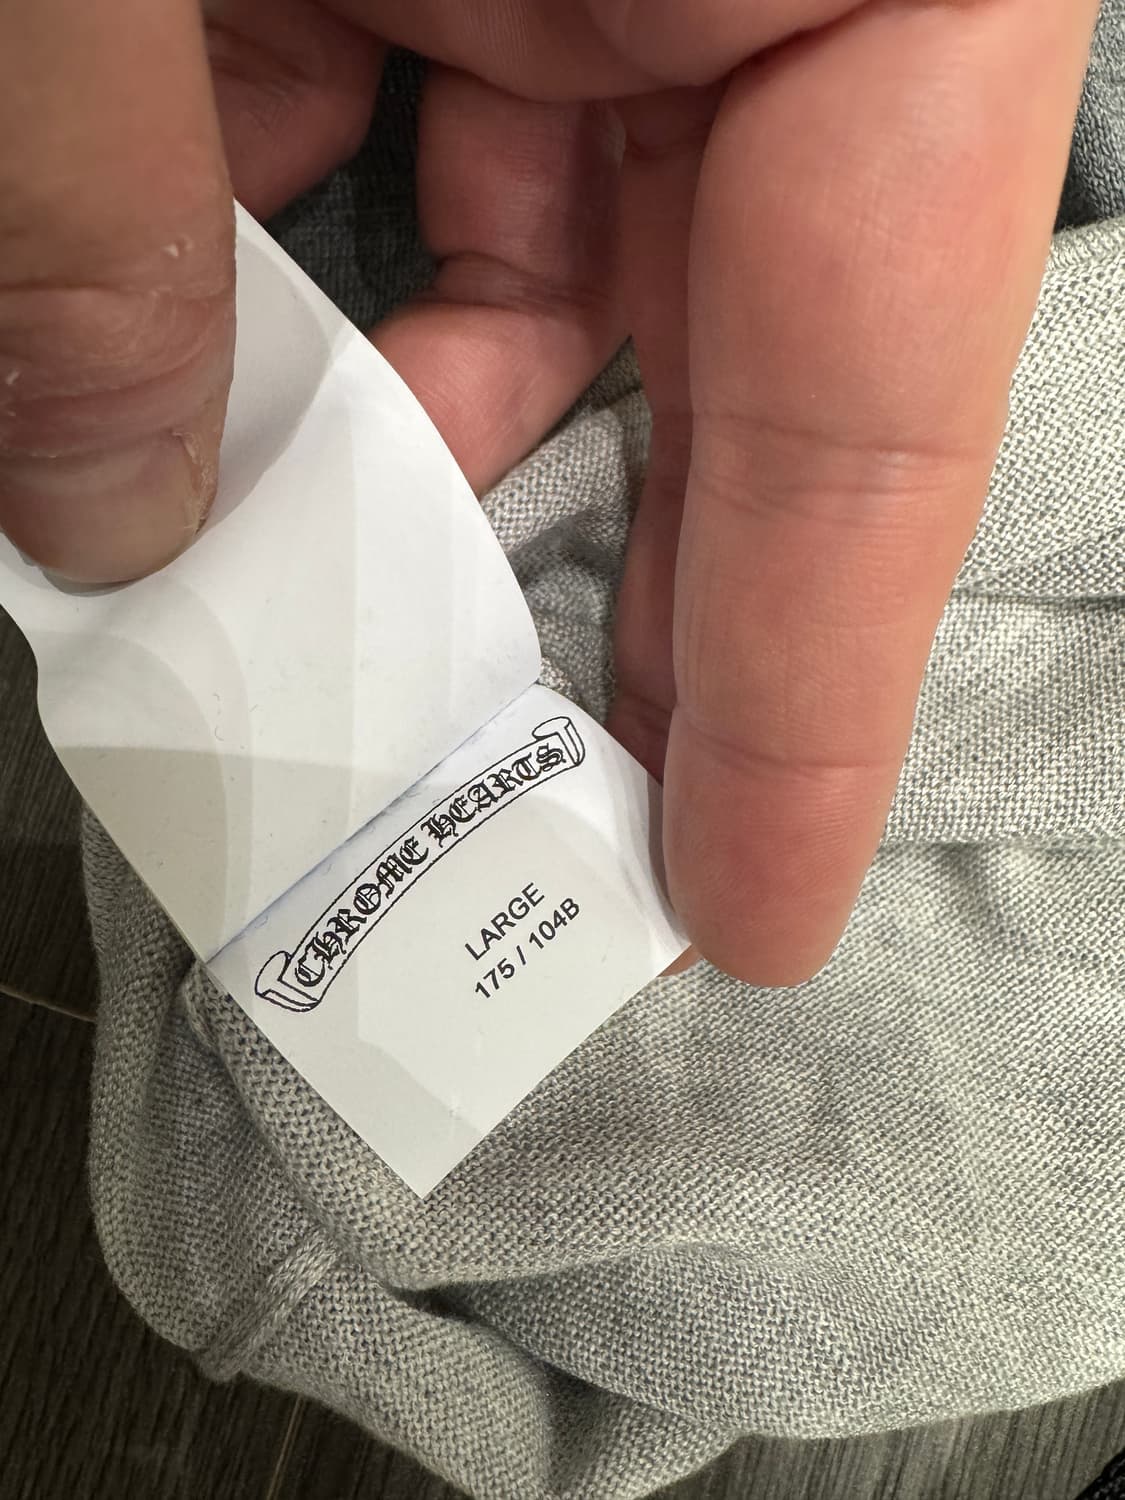 CHROME HEARTS
LARGE
175 / 104B